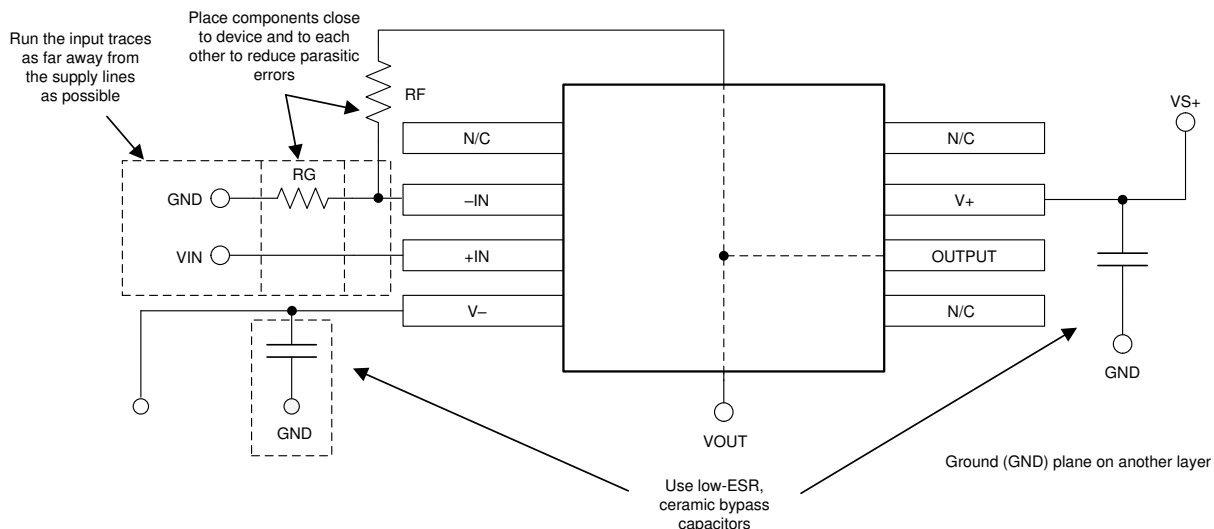 Run the input traces
as far away from
the supply lines
as possible
Place components close
to device and to each
other to reduce parasitic
errors
RF
VS+
N/C
N/C
RG
GND
–IN
V+
VIN
+IN
OUTPUT
V–
N/C
GND
GND
VOUT
Ground (GND) plane on another layer
Use low-ESR,
ceramic bypass
capacitors